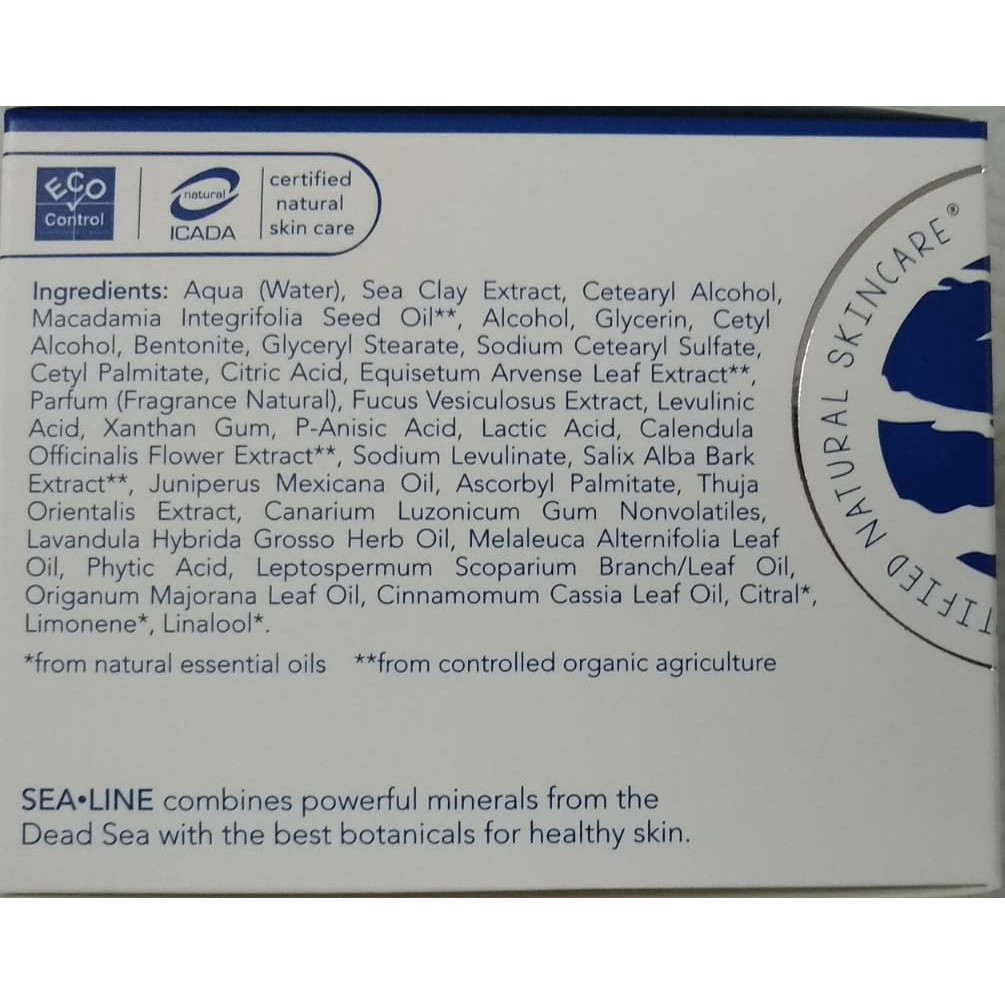 ECO
Control
natural
ICADA
certified
natural
skin care
Ingredients: Aqua (Water), Sea Clay Extract, Cetearyl Alcohol,
Macadamia Integrifolia Seed Oil**, Alcohol, Glycerin, Cetyl
Alcohol, Bentonite, Glyceryl Stearate, Sodium Cetearyl Sulfate,
Cetyl Palmitate, Citric Acid, Equisetum Arvense Leaf Extract**,
Parfum (Fragrance Natural), Fucus Vesiculosus Extract, Levulinic
Acid, Xanthan Gum, P-Anisic Acid, Lactic Acid, Calendula
Officinalis Flower Extract**, Sodium Levulinate, Salix Alba Bark
Extract**, Juniperus Mexicana Oil, Ascorbyl Palmitate, Thuja
Orientalis Extract, Canarium Luzonicum Gum Nonvolatiles,
Lavandula Hybrida Grosso Herb Oil, Melaleuca Alternifolia Leaf
Oil, Phytic Acid, Leptospermum Scoparium Branch/Leaf Oil,
Origanum Majorana Leaf Oil, Cinnamomum Cassia Leaf Oil, Citral*,
Limonene*, Linalool*.
*from natural essential oils **from controlled organic agriculture
SEA•LINE combines powerful minerals from the
Dead Sea with the best botanicals for healthy skin.
TIFIED NATURAL SKINCARE®